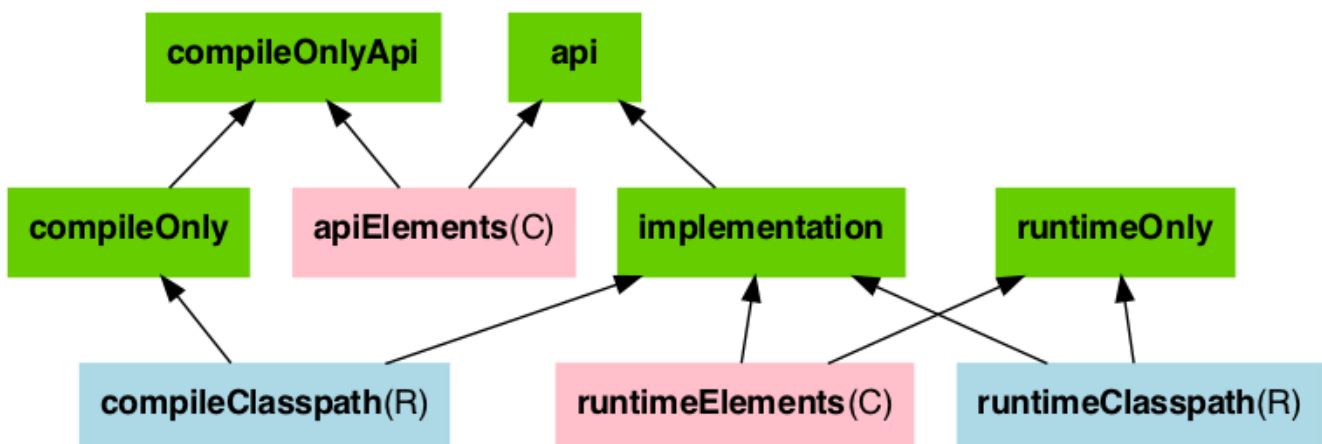 compileOnlyApi
api
compileOnly
apiElements(C)
implementation
runtimeOnly
compileClasspath(R)
runtimeElements(C)
runtimeClasspath(R)